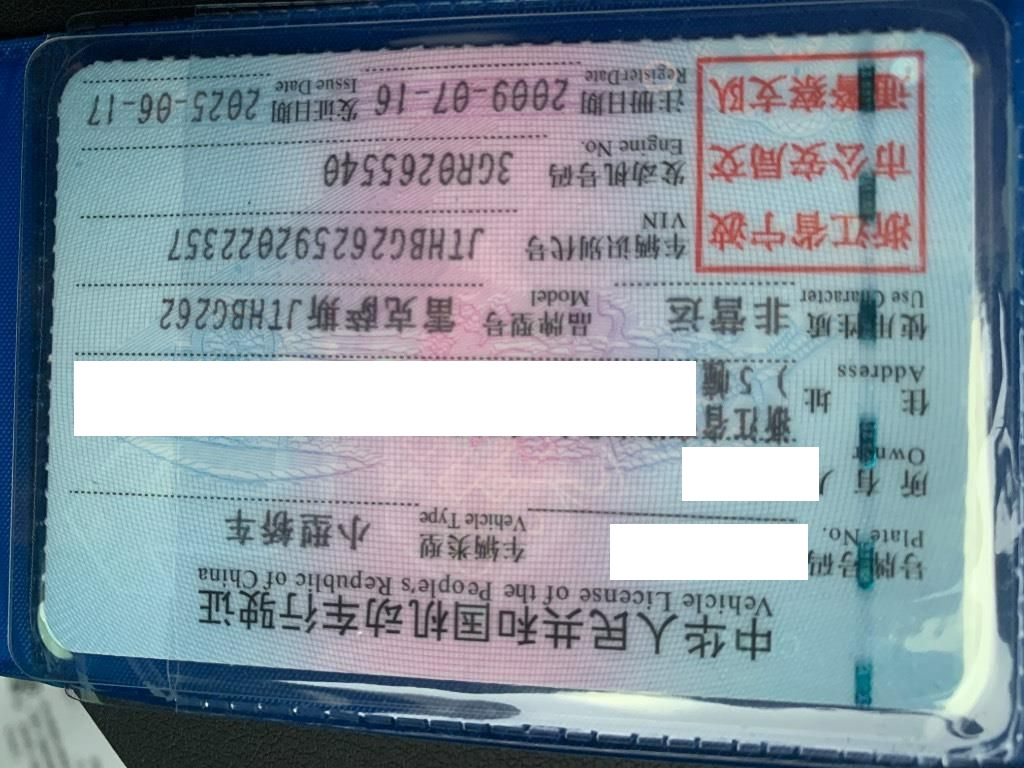 中华人民共和国机动车行驶证
Vehicle License of the People's Republic of China
号牌号码
Plate No.
车辆类型 小型轿车
Vehicle Type
所有人
Owner
住址 浙江省
Address ) 5幢
使用性质 非营运 品牌型号 雷克萨斯JTHBG262
Use Character Model
浙江省宁波
市公安局交
通警察支队
车辆识别代号 JTHBG262592022357
VIN
发动机号码 3GR0265540
Engine No.
注册日期 2009-07-16 发证日期 2025-06-17
Register Date Issue Date